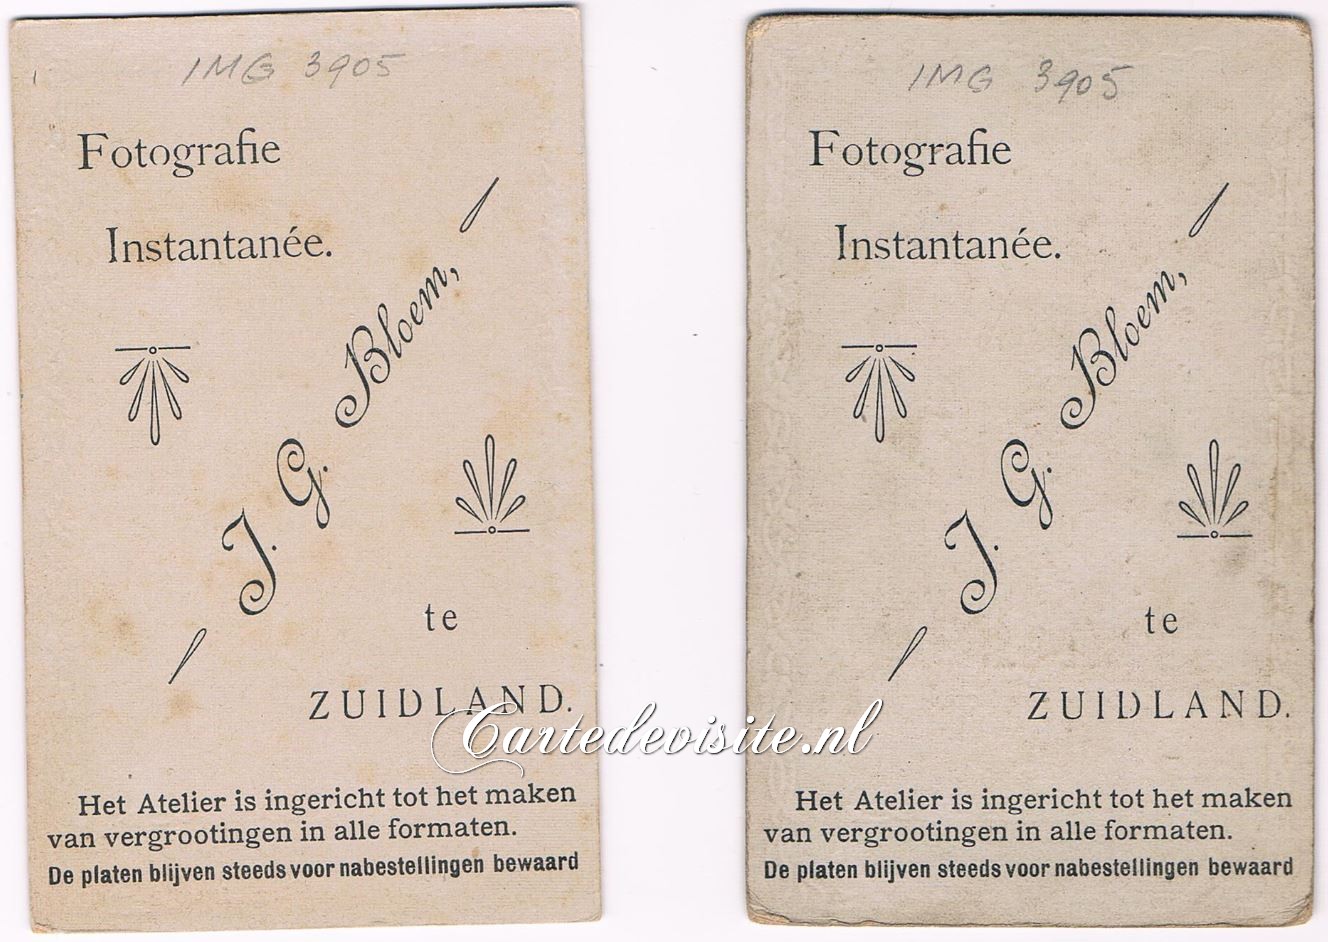 IMG 3905
Fotografie
Instantanée.
J. G. Bloem,
te
ZUIDLAND.
Het Atelier is ingericht tot het maken
van vergrootingen in alle formaten.
De platen blijven steeds voor nabestellingen bewaard
IMG 3905
Fotografie
Instantanée.
J. G. Bloem,
te
ZUIDLAND.
Het Atelier is ingericht tot het maken
van vergrootingen in alle formaten.
De platen blijven steeds voor nabestellingen bewaard
Cartedevisite.nl